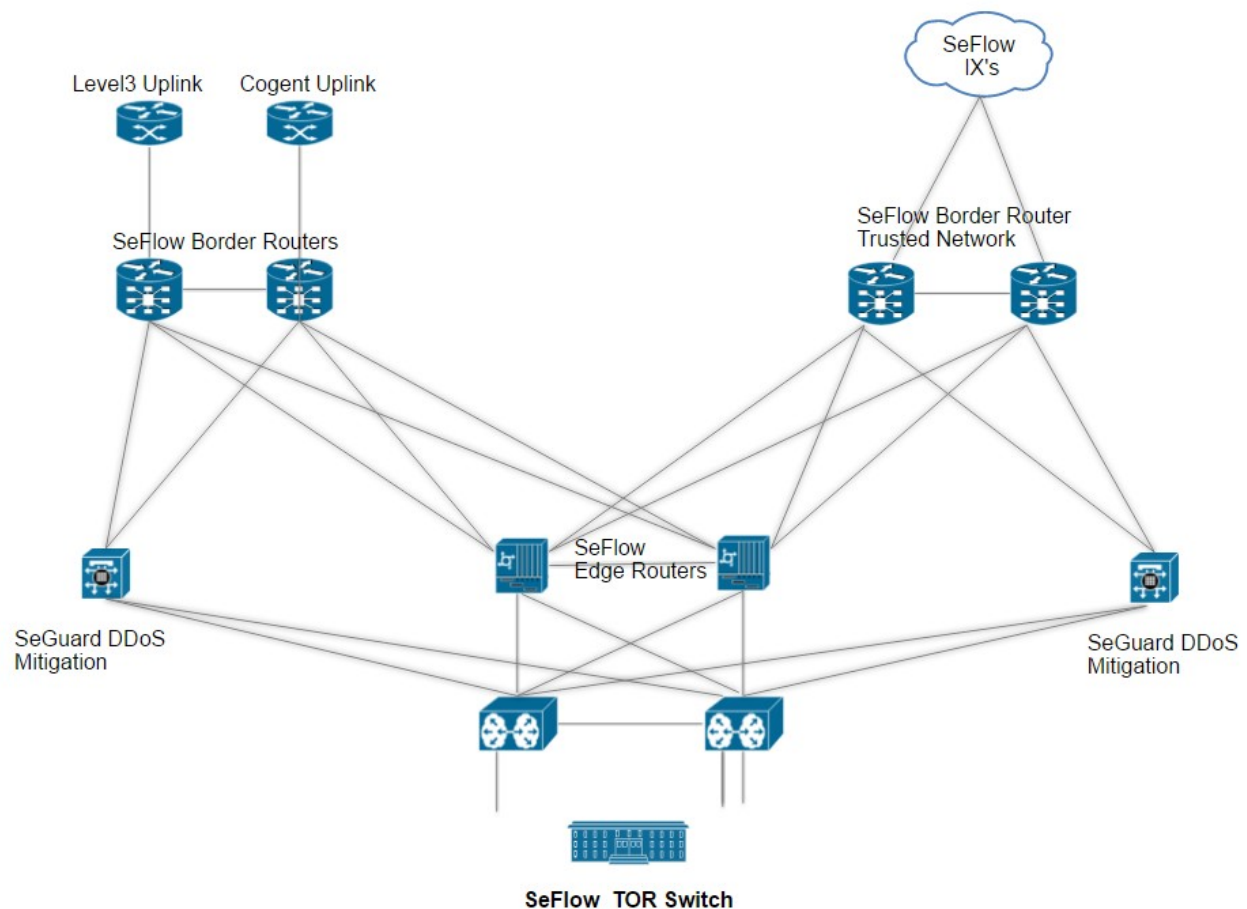 SeFlow
IX's
Level3 Uplink
Cogent Uplink
SeFlow Border Routers
SeFlow Border Router
Trusted Network
SeFlow
Edge Routers
SeGuard DDoS
Mitigation
SeGuard DDoS
Mitigation
SeFlow TOR Switch